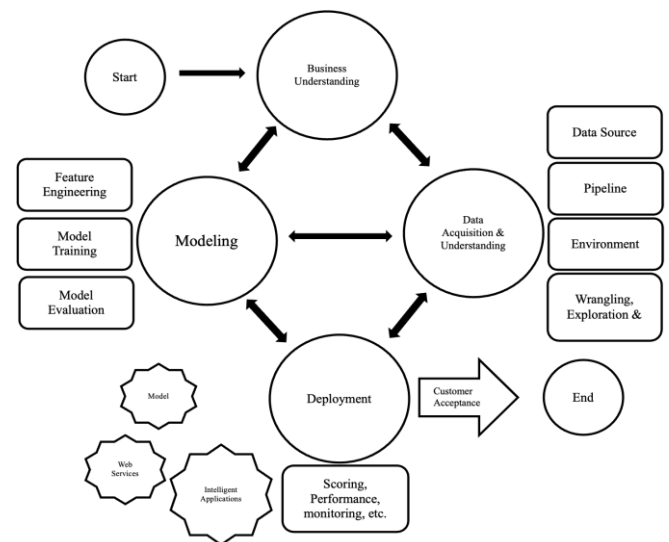 Start
Business
Understanding
Data Source
Feature
Engineering
Pipeline
Modeling
Data
Acquisition &
Understanding
Model
Training
Environment
Model
Evaluation
Wrangling,
Exploration &
Model
Deployment
Customer
Acceptance
End
Web
Services
Intelligent
Applications
Scoring,
Performance,
monitoring, etc.